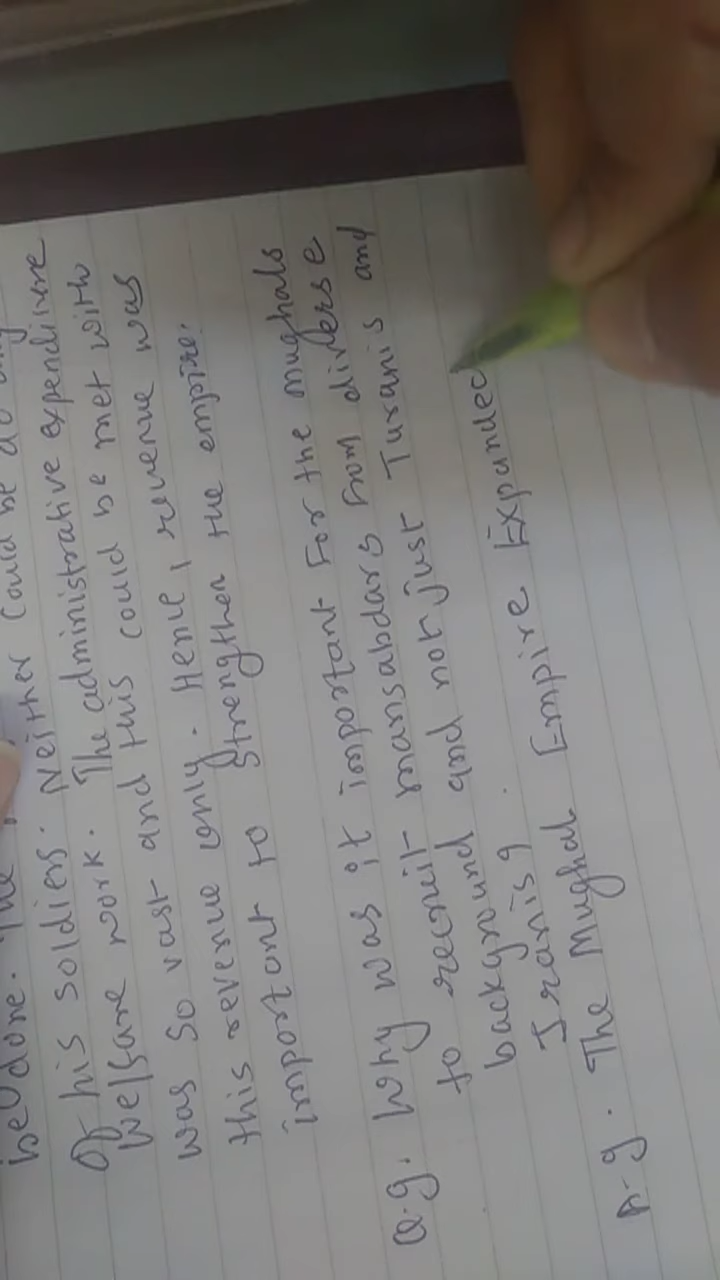 be done. The
of his soldiers. Neither could be do any
welfare work. The administrative expenditure
was so vast and this could be met with
this revenue only. Hence, revenue was
important to strengthen the empire.
Q.9. Why was it important for the mughals
to recruit mansabdars from diverse
background and not just Turanis and
Iranis?
A-9. The Mughal Empire Expanded